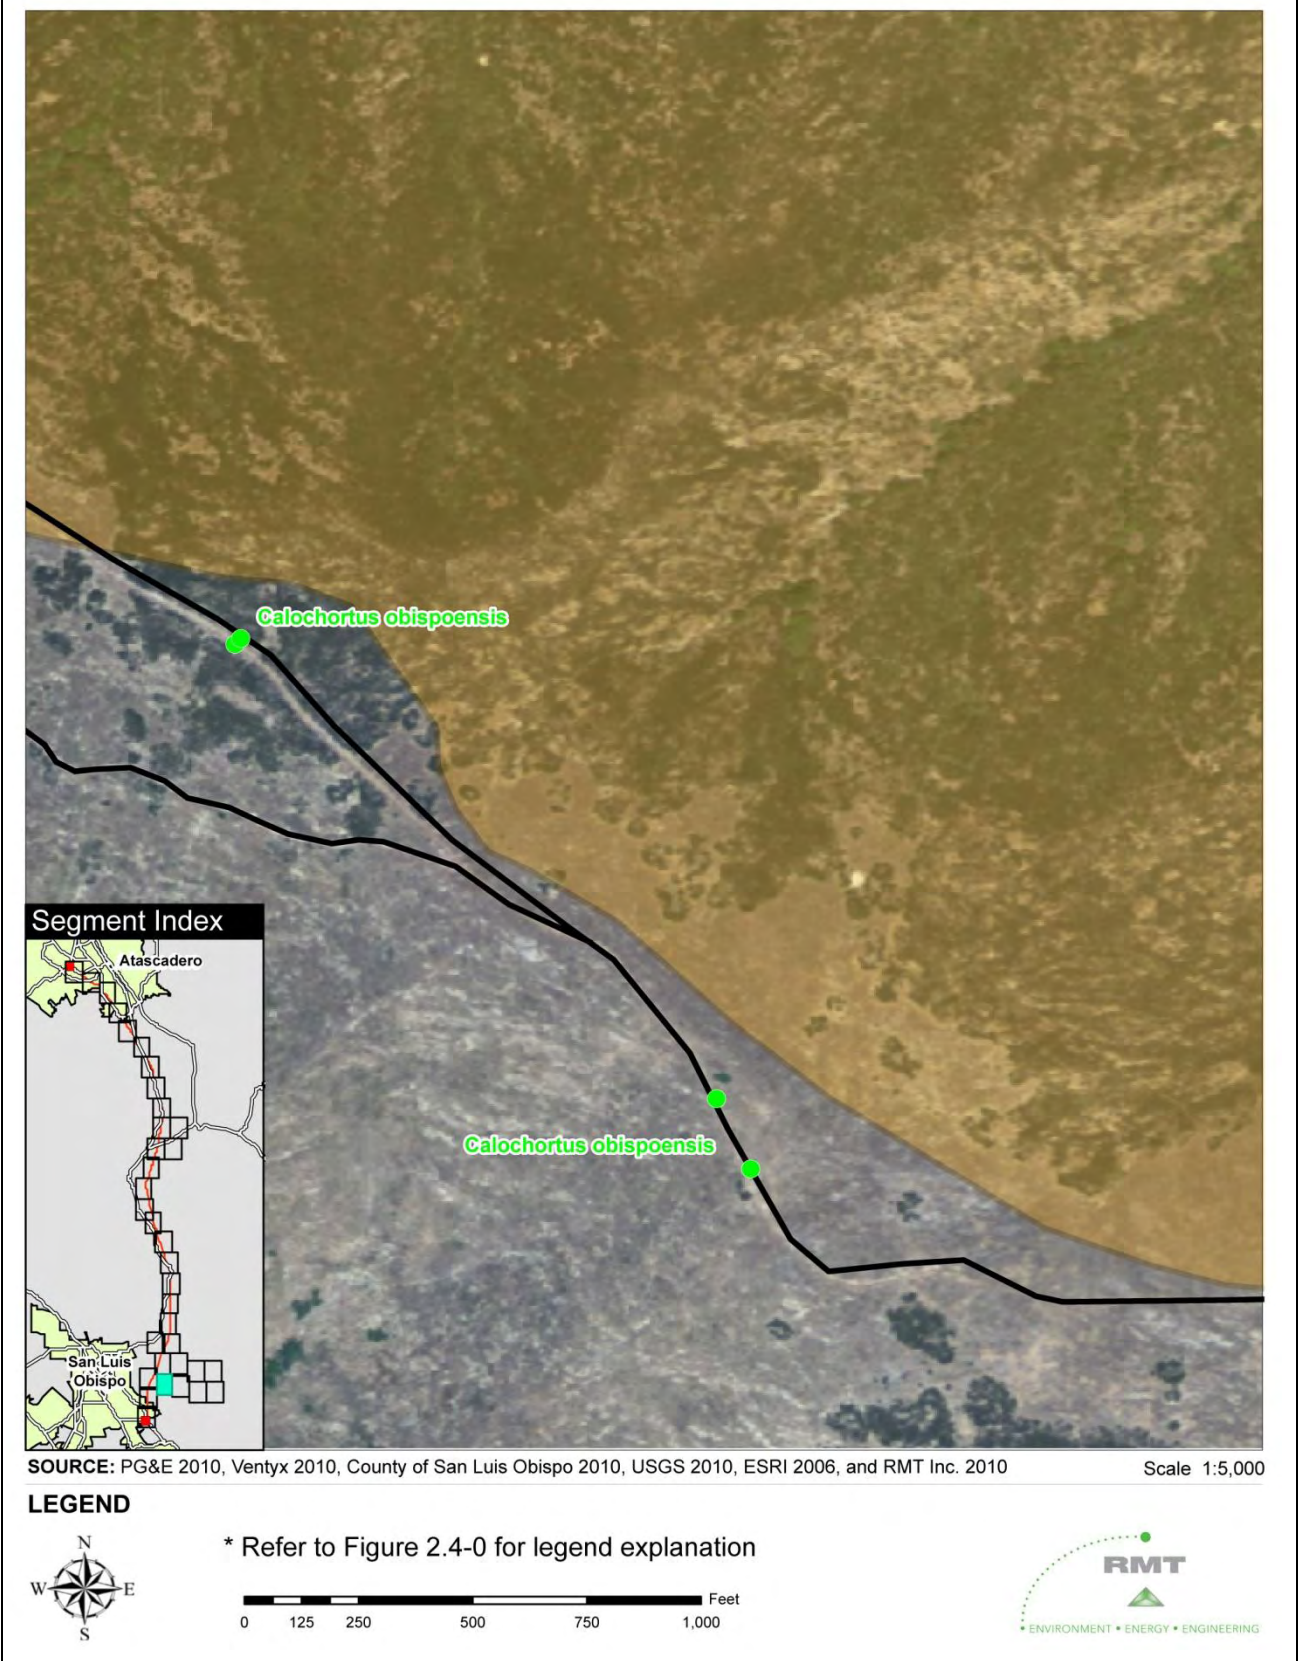 Calochortus obispoensis
Calochortus obispoensis
Segment Index
Atascadero
San Luis
Obispo
SOURCE: PG&E 2010, Ventyx 2010, County of San Luis Obispo 2010, USGS 2010, ESRI 2006, and RMT Inc. 2010
Scale 1:5,000
LEGEND
* Refer to Figure 2.4-0 for legend explanation
N
W
E
S
Feet
0 125 250 500 750 1,000
RMT
• ENVIRONMENT • ENERGY • ENGINEERING